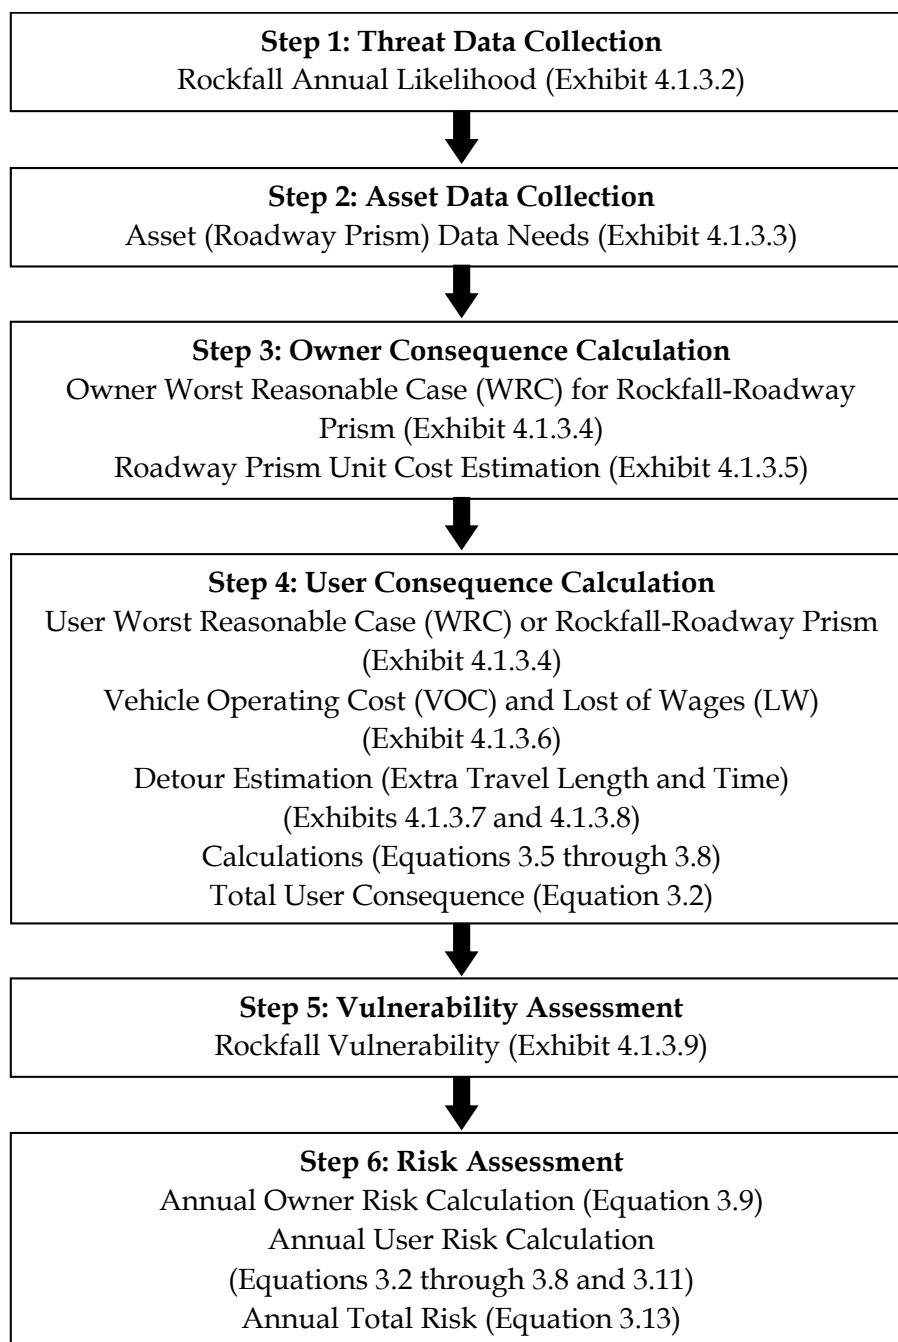 Step 1: Threat Data Collection
Rockfall Annual Likelihood (Exhibit 4.1.3.2)
Step 2: Asset Data Collection
Asset (Roadway Prism) Data Needs (Exhibit 4.1.3.3)
Step 3: Owner Consequence Calculation
Owner Worst Reasonable Case (WRC) for Rockfall-Roadway
Prism (Exhibit 4.1.3.4)
Roadway Prism Unit Cost Estimation (Exhibit 4.1.3.5)
Step 4: User Consequence Calculation
User Worst Reasonable Case (WRC) or Rockfall-Roadway Prism
(Exhibit 4.1.3.4)
Vehicle Operating Cost (VOC) and Lost of Wages (LW)
(Exhibit 4.1.3.6)
Detour Estimation (Extra Travel Length and Time)
(Exhibits 4.1.3.7 and 4.1.3.8)
Calculations (Equations 3.5 through 3.8)
Total User Consequence (Equation 3.2)
Step 5: Vulnerability Assessment
Rockfall Vulnerability (Exhibit 4.1.3.9)
Step 6: Risk Assessment
Annual Owner Risk Calculation (Equation 3.9)
Annual User Risk Calculation
(Equations 3.2 through 3.8 and 3.11)
Annual Total Risk (Equation 3.13)